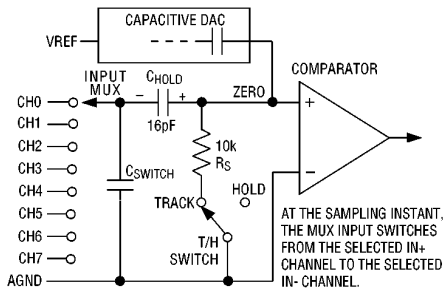 CAPACITIVE DAC
VREF
COMPARATOR
INPUT
MUX
CHOLD
ZERO
− +
16pF
+
−
CH0
CH1
CH2
CH3
CH4
CH5
CH6
CH7
AGND
CSWITCH
10k
RS
HOLD
TRACK
T/H
SWITCH
AT THE SAMPLING INSTANT,
THE MUX INPUT SWITCHES
FROM THE SELECTED IN+
CHANNEL TO THE SELECTED
IN- CHANNEL.